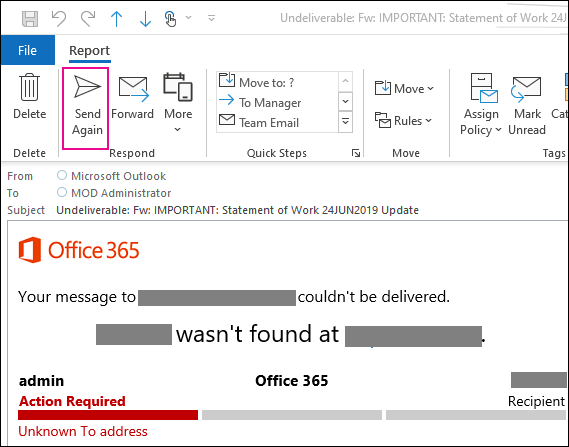 Undeliverable: Fw: IMPORTANT: Statement of Work 24J
File Report
Delete
Send Again
Forward
More
Move to: ?
To Manager
Team Email
Move
Rules
Assign Policy
Mark Unread
Cat
Delete Respond Quick Steps Move Tags
From Microsoft Outlook
To MOD Administrator
Subject Undeliverable: Fw: IMPORTANT: Statement of Work 24JUN2019 Update
Office 365
Your message to couldn't be delivered.
wasn't found at .
admin Office 365
Action Required Recipient
Unknown To address